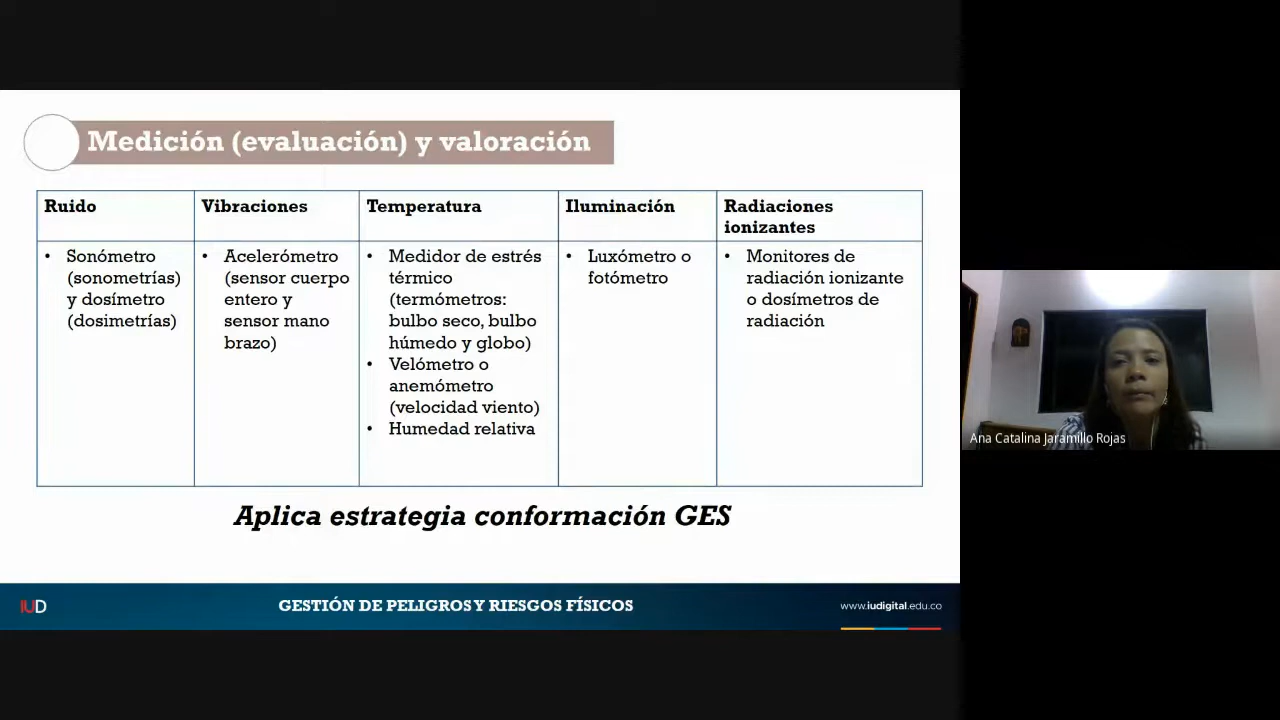 Medición (evaluación) y valoración
Ruido
Vibraciones
Temperatura
Iluminación
Radiaciones
ionizantes
• Sonómetro
(sonometrías)
y dosímetro
(dosimetrías)
• Acelerómetro
(sensor cuerpo
entero y
sensor mano
brazo)
• Medidor de estrés
térmico
(termómetros:
bulbo seco, bulbo
húmedo y globo)
• Velómetro o
anemómetro
(velocidad viento)
• Humedad relativa
• Luxómetro o
fotómetro
• Monitores de
radiación ionizante
o dosímetros de
radiación
Aplica estrategia conformación GES
IUD
GESTIÓN DE PELIGROS Y RIESGOS FÍSICOS
www.iudigital.edu.co
Ana Catalina Jaramillo Rojas